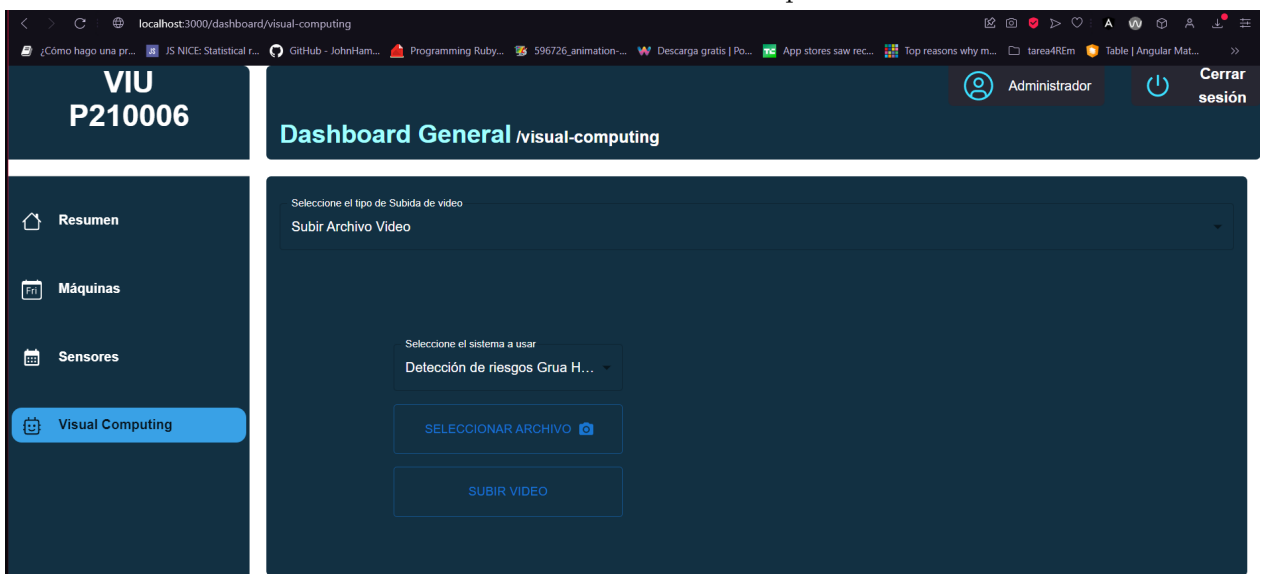 localhost:3000/dashboard/visual-computing
¿Cómo hago una pr... JS NICE: Statistical r... GitHub - JohnHam... Programming Ruby... 596726_animation-... Descarga gratis | Po... App stores saw rec... Top reasons why m... tarea4REm Table | Angular Mat... »
VIU
P210006
Administrador
Cerrar
sesión
Dashboard General /visual-computing
Resumen
Fri Máquinas
Sensores
Visual Computing
Seleccione el tipo de Subida de video
Subir Archivo Video
Seleccione el sistema a usar
Detección de riesgos Grua H...
SELECCIONAR ARCHIVO
SUBIR VIDEO